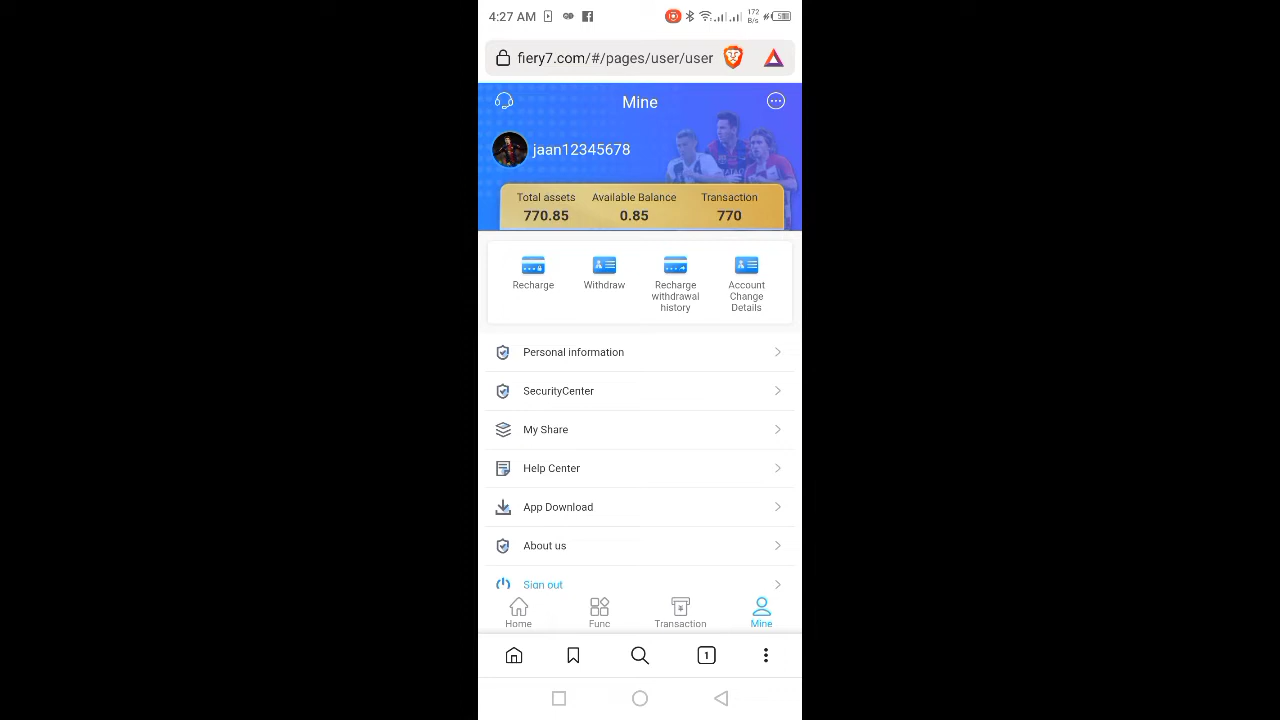 4:27 AM
172
B/s
fiery7.com/#/pages/user/user
Mine
jaan12345678
Total assets Available Balance Transaction
770.85 0.85 770
Recharge
Withdraw
Recharge
withdrawal
history
Account
Change
Details
Personal information
SecurityCenter
My Share
Help Center
App Download
About us
Sign out
Home Func Transaction Mine
1